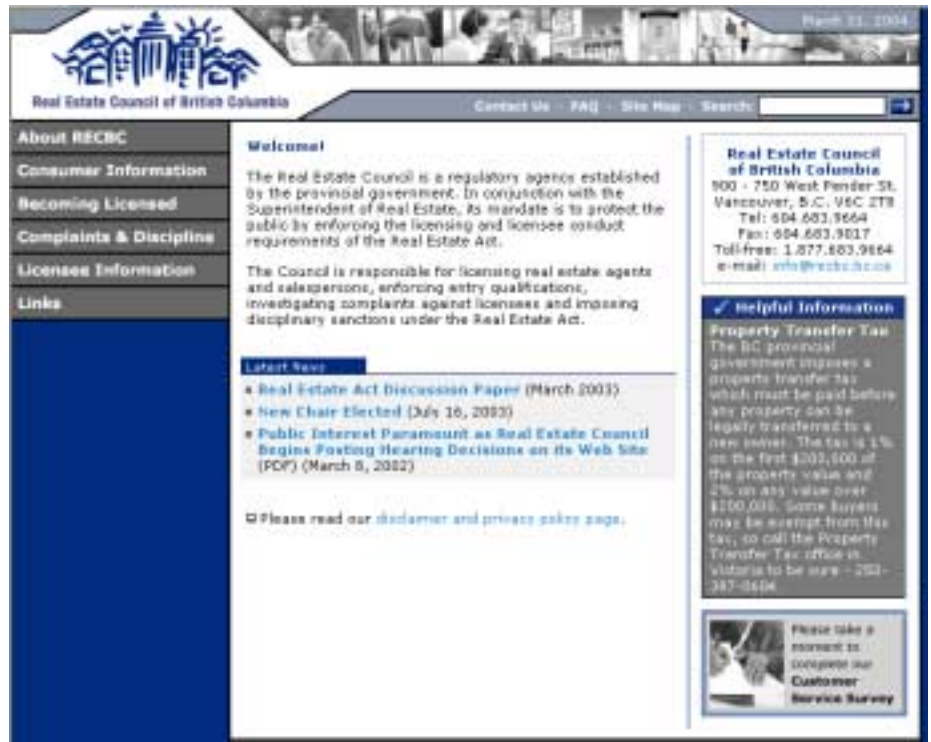 March 31, 2004
Real Estate Council of British Columbia
Contact Us - FAQ - Site Map - Search:
About RECBC
Consumer Information
Becoming Licensed
Complaints & Discipline
Licensee Information
Links
Welcome!
The Real Estate Council is a regulatory agency established
by the provincial government. In conjunction with the
Superintendent of Real Estate, its mandate is to protect the
public by enforcing the licensing and licensee conduct
requirements of the Real Estate Act.
The Council is responsible for licensing real estate agents
and salespersons, enforcing entry qualifications,
investigating complaints against licensees and imposing
disciplinary sanctions under the Real Estate Act.
Latest News
Real Estate Act Discussion Paper (March 2003)
New Chair Elected (July 16, 2003)
Public Interest Paramount as Real Estate Council
Begins Posting Hearing Decisions on its Web Site
(PDF) (March 8, 2002)
Please read our disclaimer and privacy policy page.
Real Estate Council
of British Columbia
900 - 750 West Pender St.
Vancouver, B.C. V6C 2T8
Tel: 604.683.9664
Fax: 604.683.9017
Toll-free: 1.877.683.9664
e-mail: info@recbc.bc.ca
✓ Helpful Information
Property Transfer Tax
The BC provincial
government imposes a
property transfer tax
which must be paid before
any property can be
legally transferred to a
new owner. The tax is 1%
on the first $200,000 of
the property value and
2% on any value over
$200,000. Some buyers
may be exempt from this
tax, so call the Property
Transfer Tax office in
Victoria to be sure - 250-
387-0604
Please take a
moment to
complete our
Customer
Service Survey